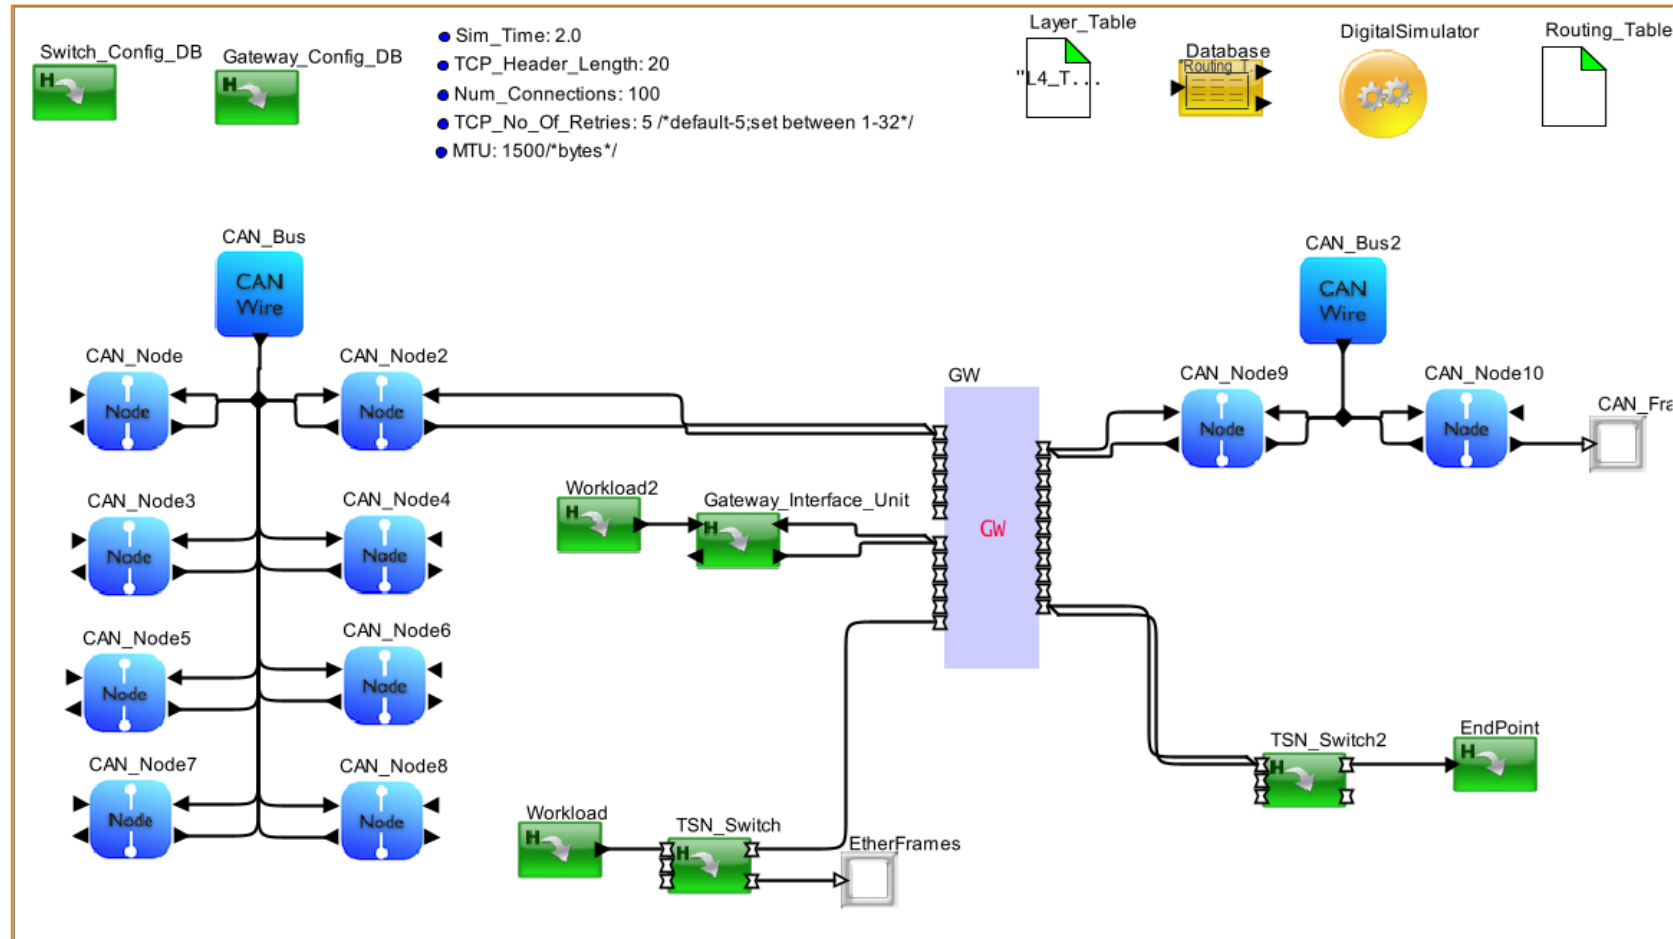 Switch_Config_DB
H
Gateway_Config_DB
H
Sim_Time: 2.0
TCP_Header_Length: 20
Num_Connections: 100
TCP_No_Of_Retries: 5 /*default-5;set between 1-32*/
MTU: 1500/*bytes*/
Layer_Table
"L4_T...
Database
"Routing_T...
DigitalSimulator
Routing_Table
CAN_Bus
CAN
Wire
CAN_Bus2
CAN
Wire
CAN_Node
Node
CAN_Node2
Node
GW
GW
CAN_Node9
Node
CAN_Node10
Node
CAN_Fra
CAN_Node3
Node
CAN_Node4
Node
Workload2
H
Gateway_Interface_Unit
H
CAN_Node5
Node
CAN_Node6
Node
CAN_Node7
Node
CAN_Node8
Node
TSN_Switch2
H
EndPoint
H
Workload
H
TSN_Switch
H
EtherFrames